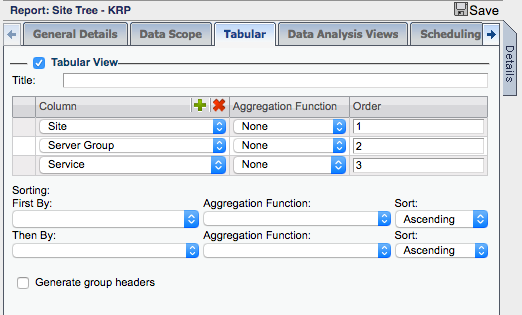 Report: Site Tree - KRP Save
General Details Data Scope Tabular Data Analysis Views Scheduling
Details
Tabular View
Title:
Column Aggregation Function Order
Site None 1
Server Group None 2
Service None 3
Sorting:
First By: Aggregation Function: Sort:
Ascending
Then By: Aggregation Function: Sort:
Ascending
Generate group headers